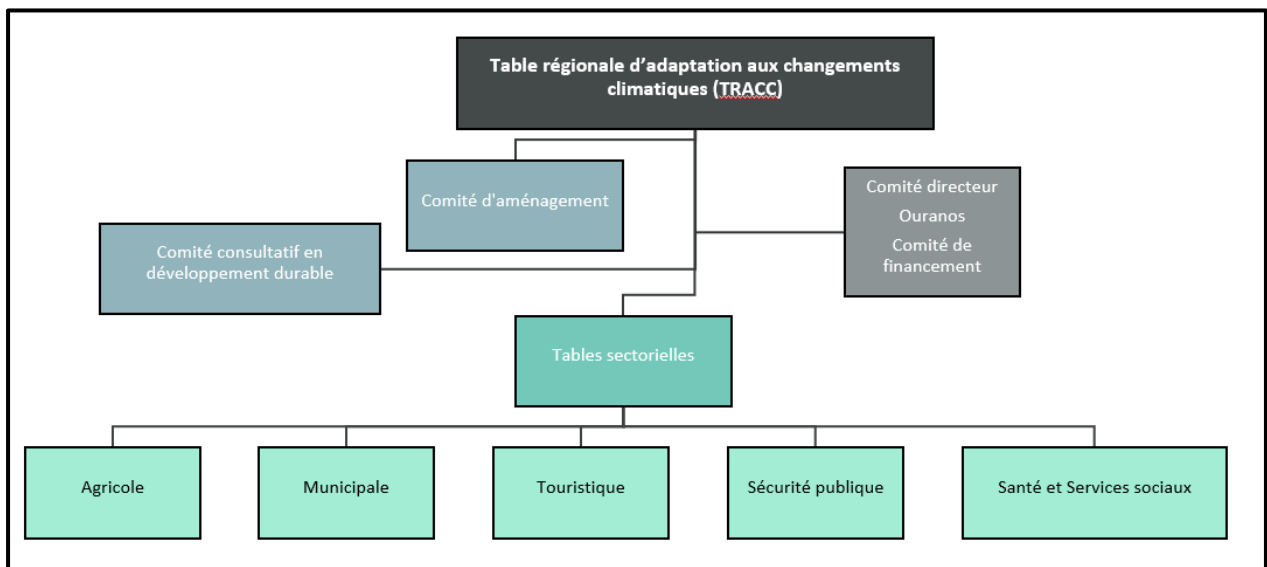 Table régionale d’adaptation aux changements
climatiques (TRACC)
Comité d'aménagement
Comité directeur
Ouranos
Comité de
financement
Comité consultatif en
développement durable
Tables sectorielles
Agricole
Municipale
Touristique
Sécurité publique
Santé et Services sociaux